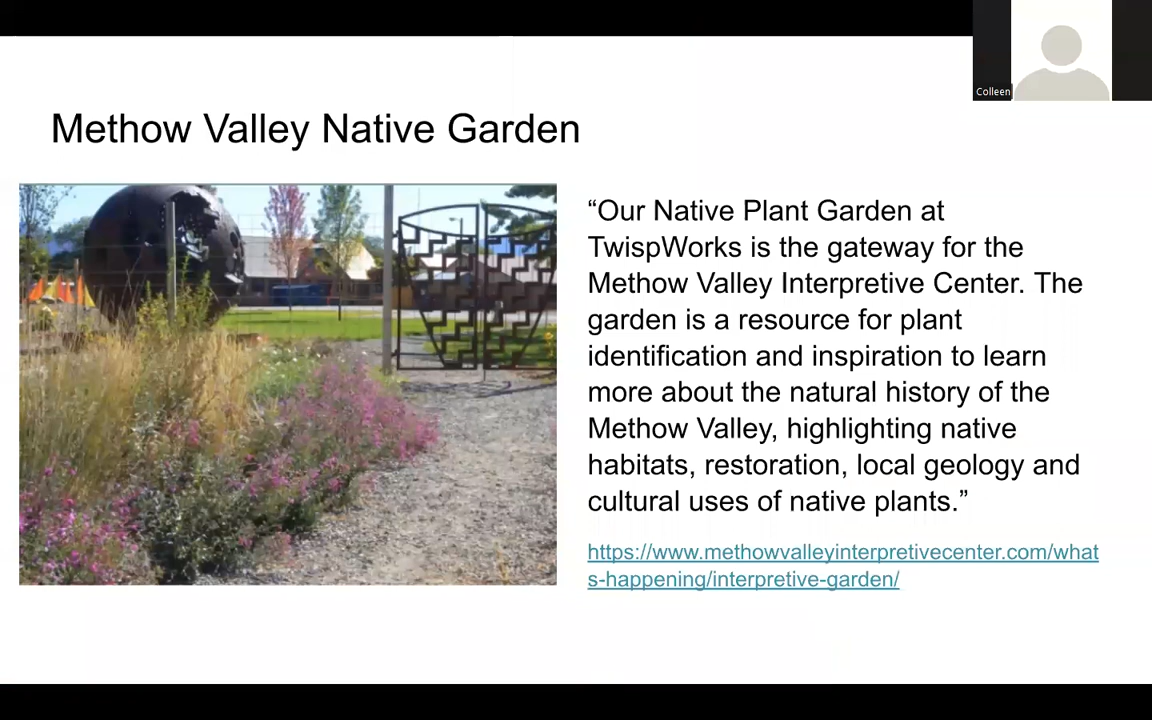 Colleen
Methow Valley Native Garden
“Our Native Plant Garden at
TwispWorks is the gateway for the
Methow Valley Interpretive Center. The
garden is a resource for plant
identification and inspiration to learn
more about the natural history of the
Methow Valley, highlighting native
habitats, restoration, local geology and
cultural uses of native plants.”
https://www.methowvalleyinterpretivecenter.com/what
s-happening/interpretive-garden/